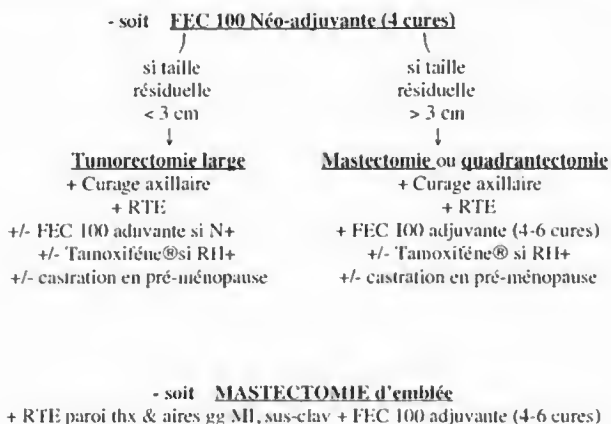 - soit FEC 100 Néo-adjuvante (4 cures)
si taille
résiduelle
< 3 cm
Tumorectomie large
+ Curage axillaire
+ RTE
+/- FEC 100 aduvante si N+
+/- Tamoxiféne® si RH+
+/- castration en pré-ménopause
si taille
résiduelle
> 3 cm
Mastectomie ou quadrantectomie
+ Curage axillaire
+ RTE
+ FEC 100 adjuvante (4-6 cures)
+/- Tamoxiféne® si RH+
+/- castration en pré-ménopause
- soit MASTECTOMIE d'emblée
+ RTE paroi thx & aires gg MI, sus-clav + FEC 100 adjuvante (4-6 cures)